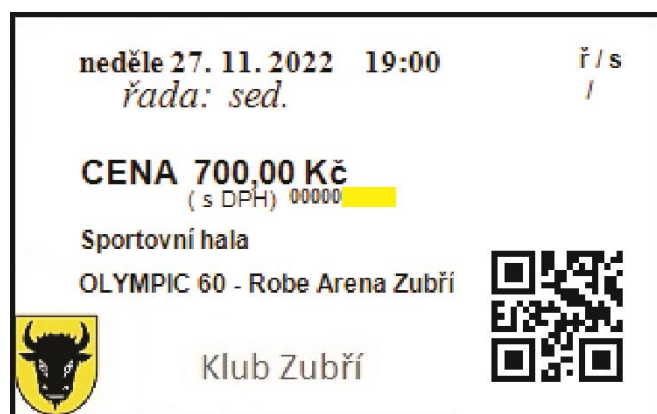 neděle 27. 11. 2022 19:00 ř / s
řada: sed. /
CENA 700,00 Kč
( s DPH) 00000
Sportovní hala
OLYMPIC 60 - Robe Arena Zubří
Klub Zubří